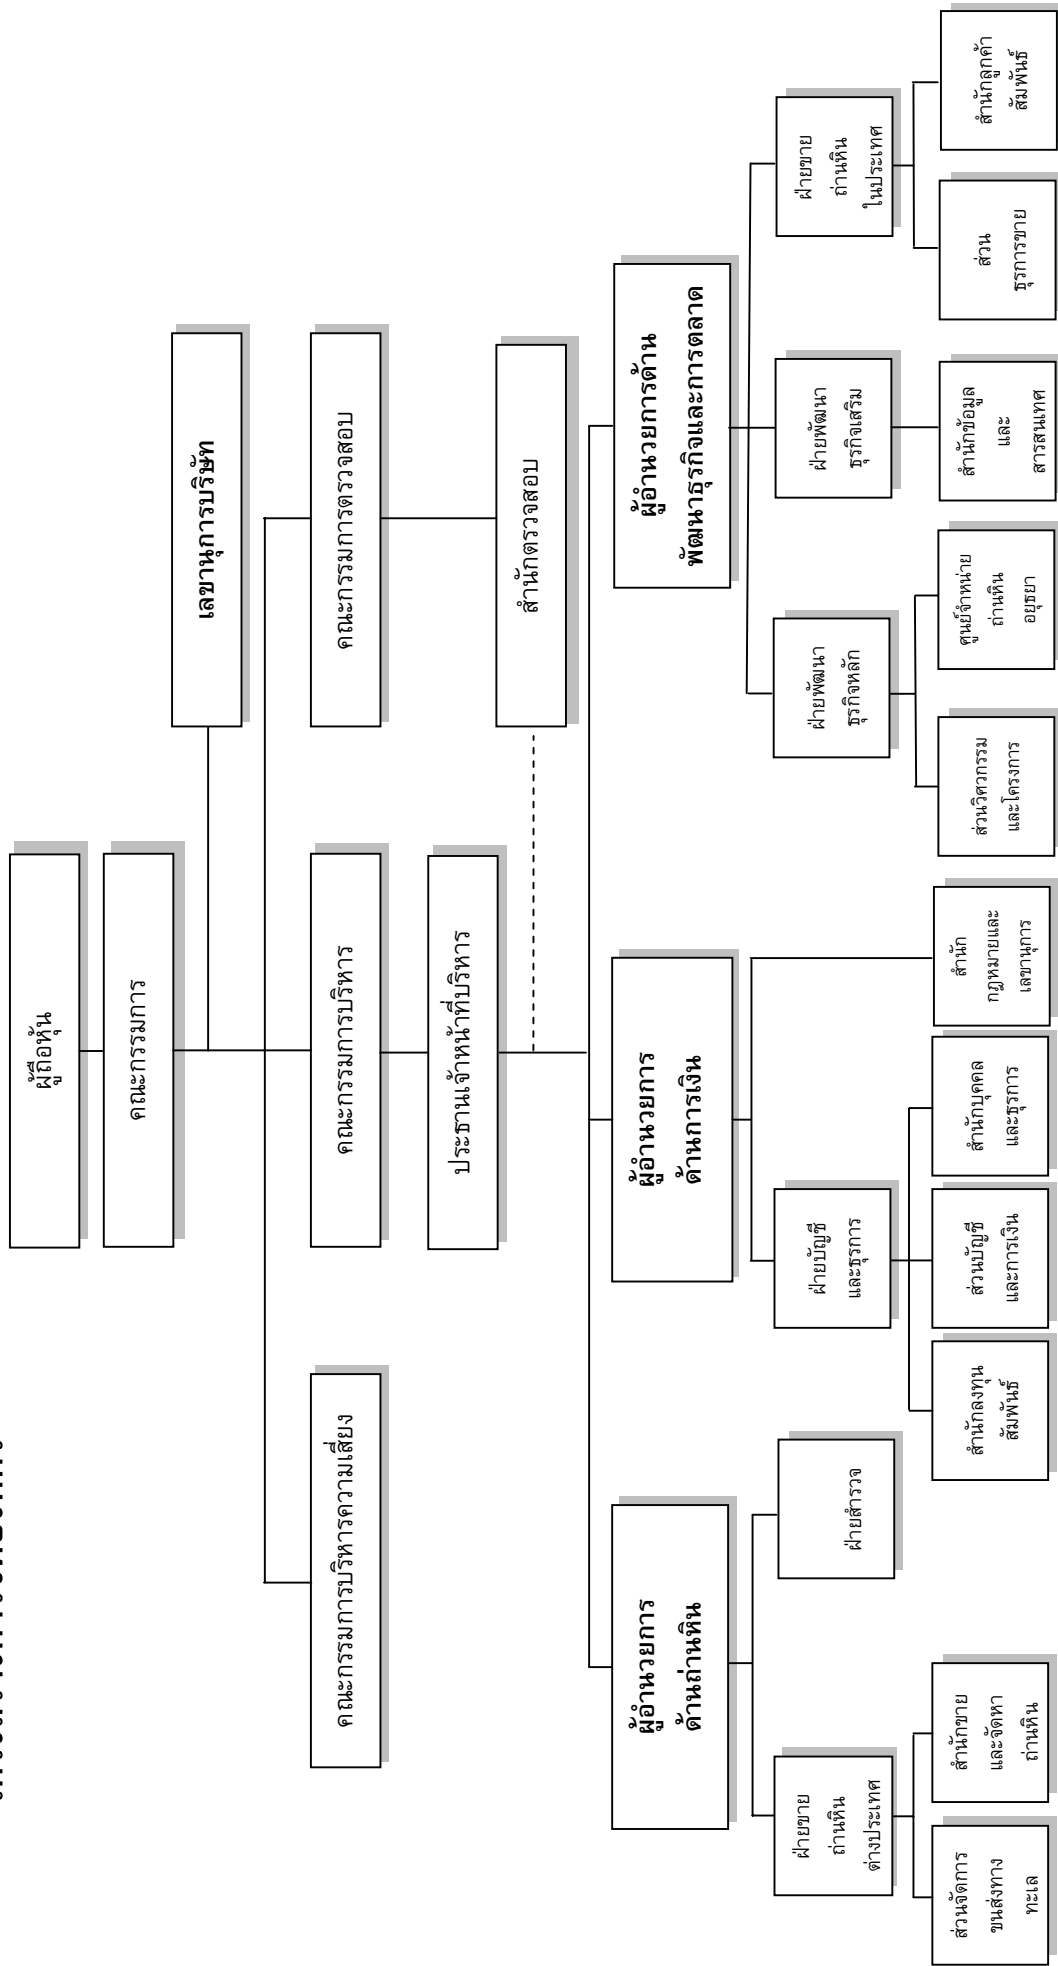 ผู้ถือหุ้น
คณะกรรมการ
เลขานุการบริษัท
คณะกรรมการบริหารความเสี่ยง
คณะกรรมการบริหาร
คณะกรรมการตรวจสอบ
ประธานเจ้าหน้าที่บริหาร
สำนักตรวจสอบ
ผู้อำนวยการ
ด้านถ่านหิน
ผู้อำนวยการ
ด้านการเงิน
ผู้อำนวยการด้าน
พัฒนาธุรกิจและการตลาด
ฝ่ายขาย
ถ่านหิน
ต่างประเทศ
ฝ่ายสำรวจ
ฝ่ายบัญชี
และธุรการ
ฝ่ายพัฒนา
ธุรกิจหลัก
ฝ่ายพัฒนา
ธุรกิจเสริม
ฝ่ายขาย
ถ่านหิน
ในประเทศ
ส่วนจัดการ
ขนส่งทาง
ทะเล
สำนักขาย
และจัดหา
ถ่านหิน
สำนักลงทุน
สัมพันธ์
ส่วนบัญชี
และการเงิน
สำนักบุคคล
และธุรการ
สำนัก
กฎหมายและ
เลขานุการ
ส่วนวิศวกรรม
และโครงการ
ศูนย์จำหน่าย
ถ่านหิน
อยุธยา
สำนักข้อมูล
และ
สารสนเทศ
ส่วน
ธุรการขาย
สำนักลูกค้า
สัมพันธ์